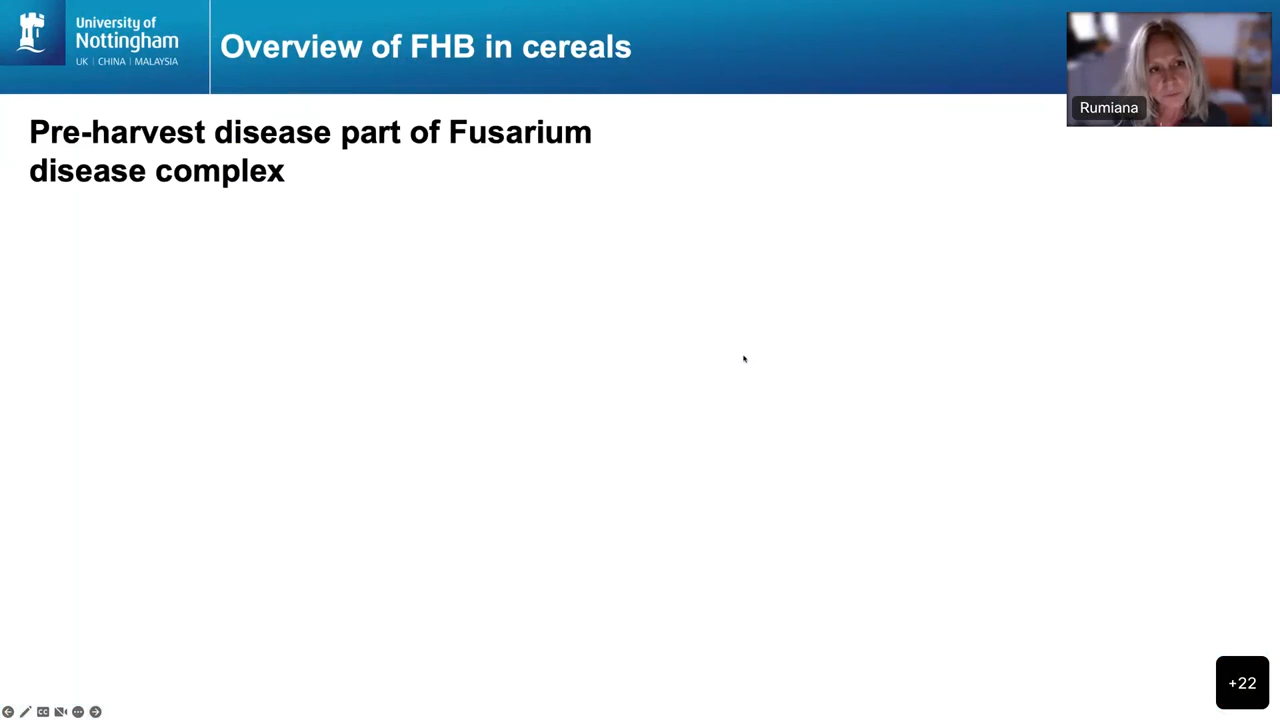 University of
Nottingham
UK | CHINA | MALAYSIA
Overview of FHB in cereals
Rumiana
Pre-harvest disease part of Fusarium
disease complex
+22
CC